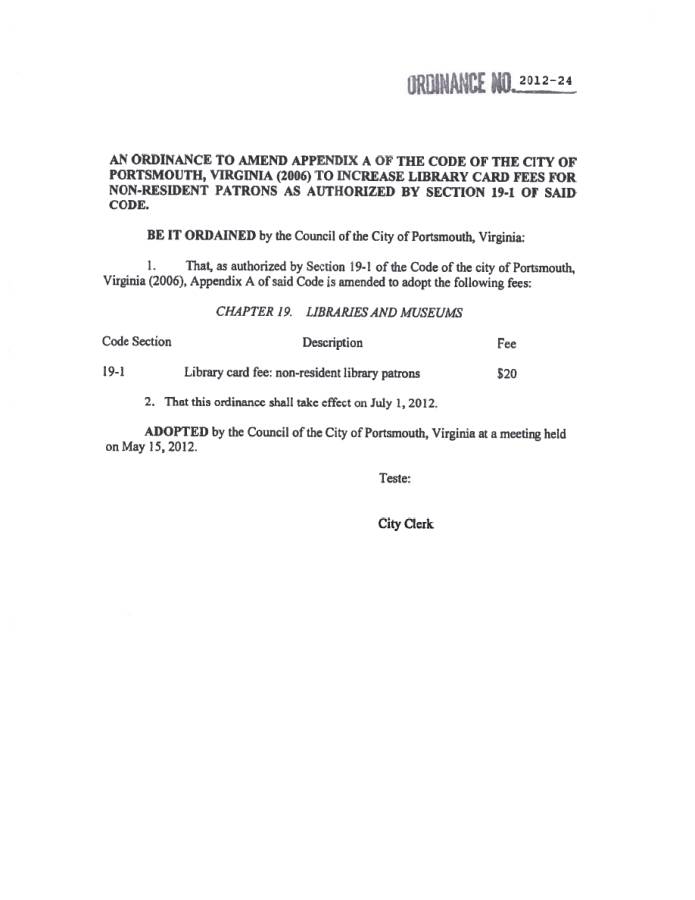 ORDINANCE NO. 2012-24
AN ORDINANCE TO AMEND APPENDIX A OF THE CODE OF THE CITY OF
PORTSMOUTH, VIRGINIA (2006) TO INCREASE LIBRARY CARD FEES FOR
NON-RESIDENT PATRONS AS AUTHORIZED BY SECTION 19-1 OF SAID
CODE.
BE IT ORDAINED by the Council of the City of Portsmouth, Virginia:
1. That, as authorized by Section 19-1 of the Code of the city of Portsmouth,
Virginia (2006), Appendix A of said Code is amended to adopt the following fees:
CHAPTER 19. LIBRARIES AND MUSEUMS
Code Section Description Fee
19-1 Library card fee: non-resident library patrons $20
2. That this ordinance shall take effect on July 1, 2012.
ADOPTED by the Council of the City of Portsmouth, Virginia at a meeting held
on May 15, 2012.
Teste:
City Clerk